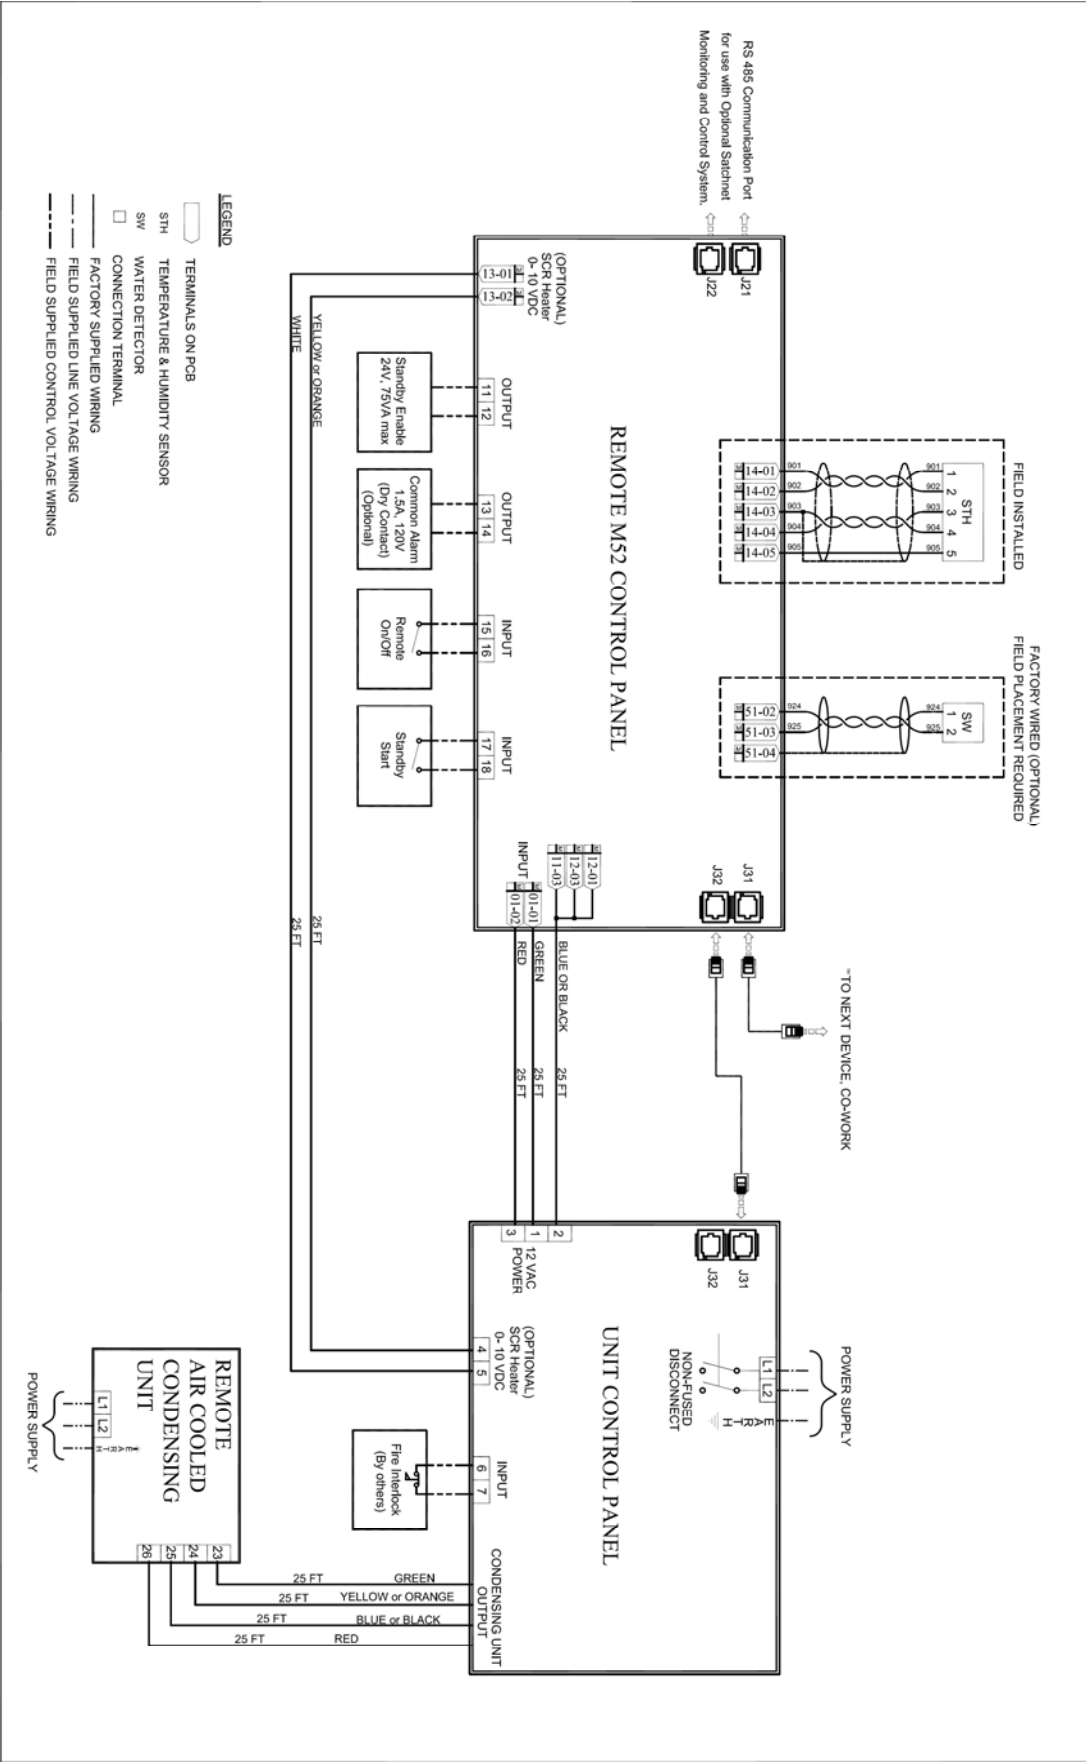 RS 485 Communication Port
for use with Optional Satchnet
Monitoring and Control System.
J21
J22
FIELD INSTALLED
STH
1 2 3 4 5
901 902 903 904 905
901 902 903 904 905
14-01 14-02 14-03 14-04 14-05
FACTORY WIRED (OPTIONAL)
FIELD PLACEMENT REQUIRED
SW
1 2
924 925
924 925
51-02 51-03 51-04
REMOTE M52 CONTROL PANEL
J31
J32
~TO NEXT DEVICE, CO-WORK
(OPTIONAL)
SCR Heater
0- 10 VDC
13-01
13-02
OUTPUT
11 12
Standby Enable
24V, 75VA max
OUTPUT
13 14
Common Alarm
1.5A, 120V
(Dry Contact)
(Optional)
INPUT
15 16
Remote
On/Off
INPUT
17 18
Standby
Start
12-01
12-03
11-03
INPUT
01-01
01-02
BLUE OR BLACK 25 FT
GREEN 25 FT
RED 25 FT
YELLOW or ORANGE 25 FT
WHITE 25 FT
POWER SUPPLY
L1 L2
EARTH
NON-FUSED
DISCONNECT
J31
J32
UNIT CONTROL PANEL
2
1
3
12 VAC
POWER
(OPTIONAL)
SCR Heater
0- 10 VDC
4 5
INPUT
6 7
Fire Interlock
(By others)
CONDENSING UNIT
OUTPUT
GREEN 25 FT
YELLOW or ORANGE 25 FT
BLUE or BLACK 25 FT
RED 25 FT
23
24
25
26
REMOTE
AIR COOLED
CONDENSING
UNIT
L1 L2
EARTH
POWER SUPPLY
LEGEND
TERMINALS ON PCB
STH TEMPERATURE & HUMIDITY SENSOR
SW WATER DETECTOR
CONNECTION TERMINAL
FACTORY SUPPLIED WIRING
FIELD SUPPLIED LINE VOLTAGE WIRING
FIELD SUPPLIED CONTROL VOLTAGE WIRING